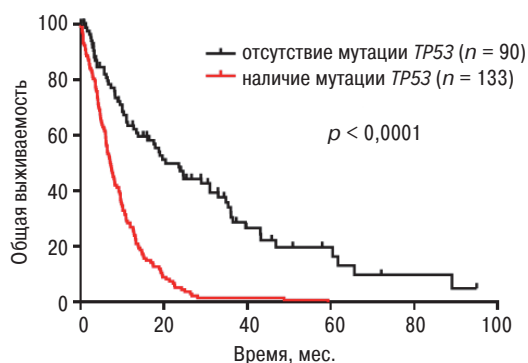 100
80
60
40
20
0
Общая выживаемость
отсутствие мутации TP53 (n = 90)
наличие мутации TP53 (n = 133)
p < 0,0001
0 20 40 60 80 100
Время, мес.